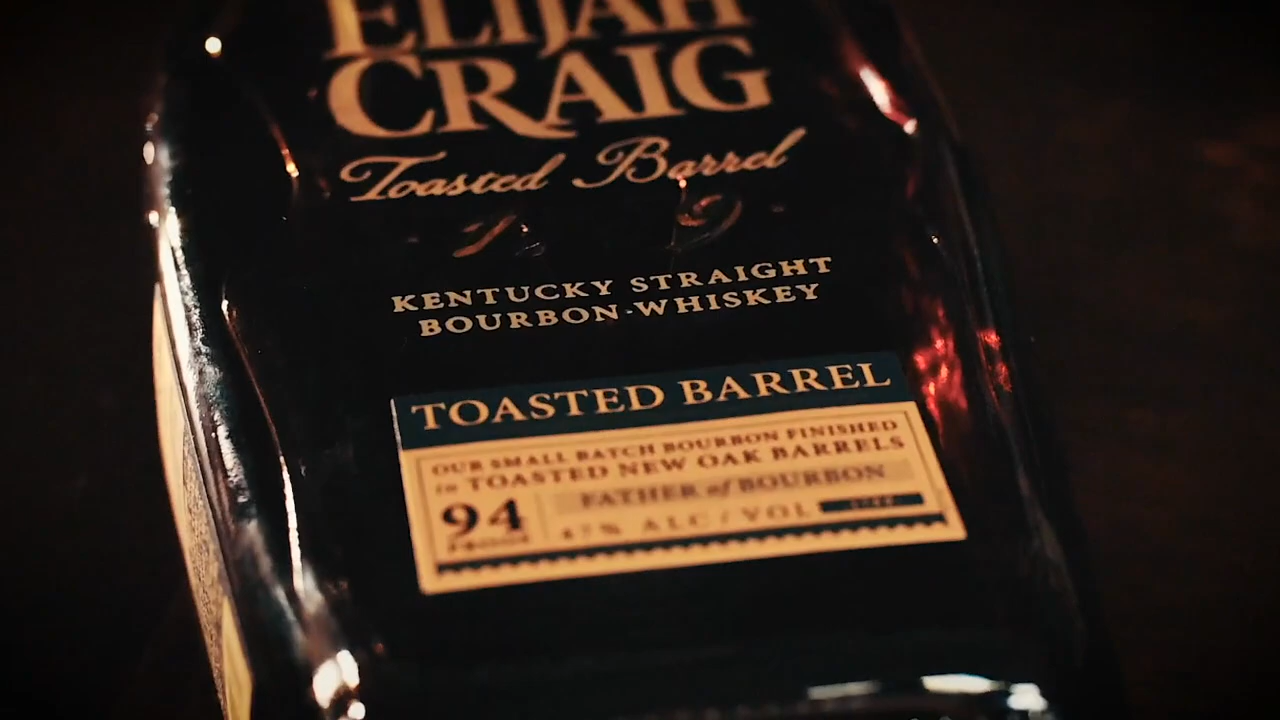 ELIJAH
CRAIG
Toasted Barrel
KENTUCKY STRAIGHT
BOURBON WHISKEY
TOASTED BARREL
OUR SMALL BATCH BOURBON FINISHED
in TOASTED NEW OAK BARRELS
94
PROOF
FATHER of BOURBON
47% ALC / VOL